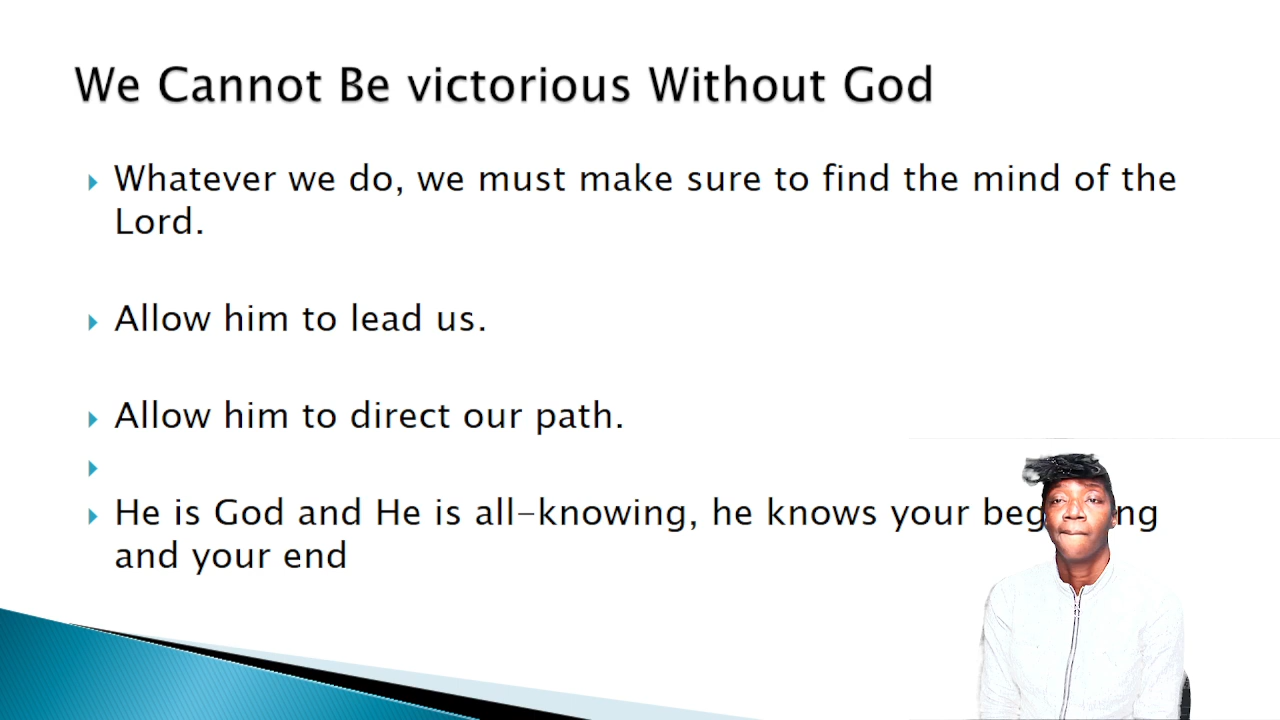 We Cannot Be victorious Without God
Whatever we do, we must make sure to find the mind of the
Lord.
Allow him to lead us.
Allow him to direct our path.
He is God and He is all-knowing, he knows your
and your end